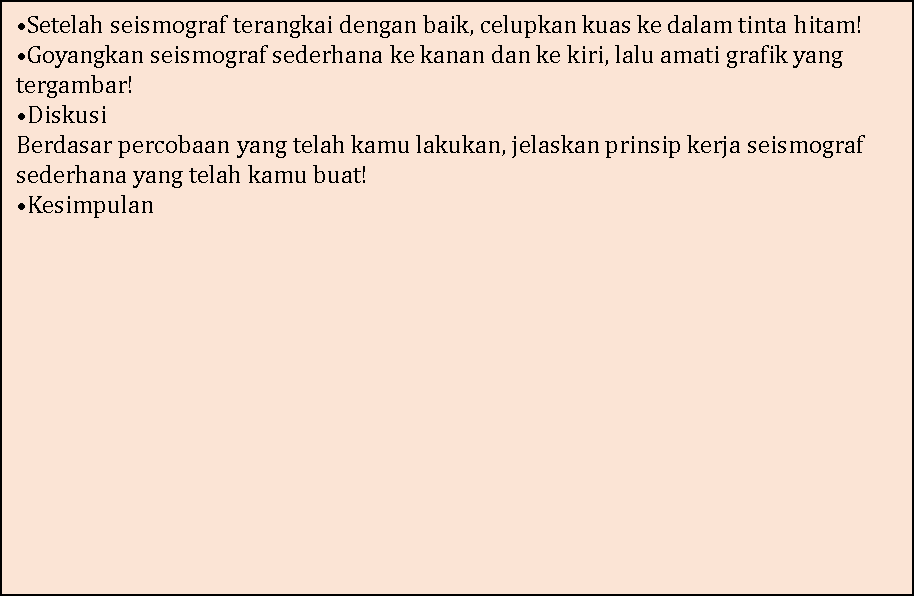 •Setelah seismograf terangkai dengan baik, celupkan kuas ke dalam tinta hitam!
•Goyangkan seismograf sederhana ke kanan dan ke kiri, lalu amati grafik yang
tergambar!
•Diskusi
Berdasar percobaan yang telah kamu lakukan, jelaskan prinsip kerja seismograf
sederhana yang telah kamu buat!
•Kesimpulan